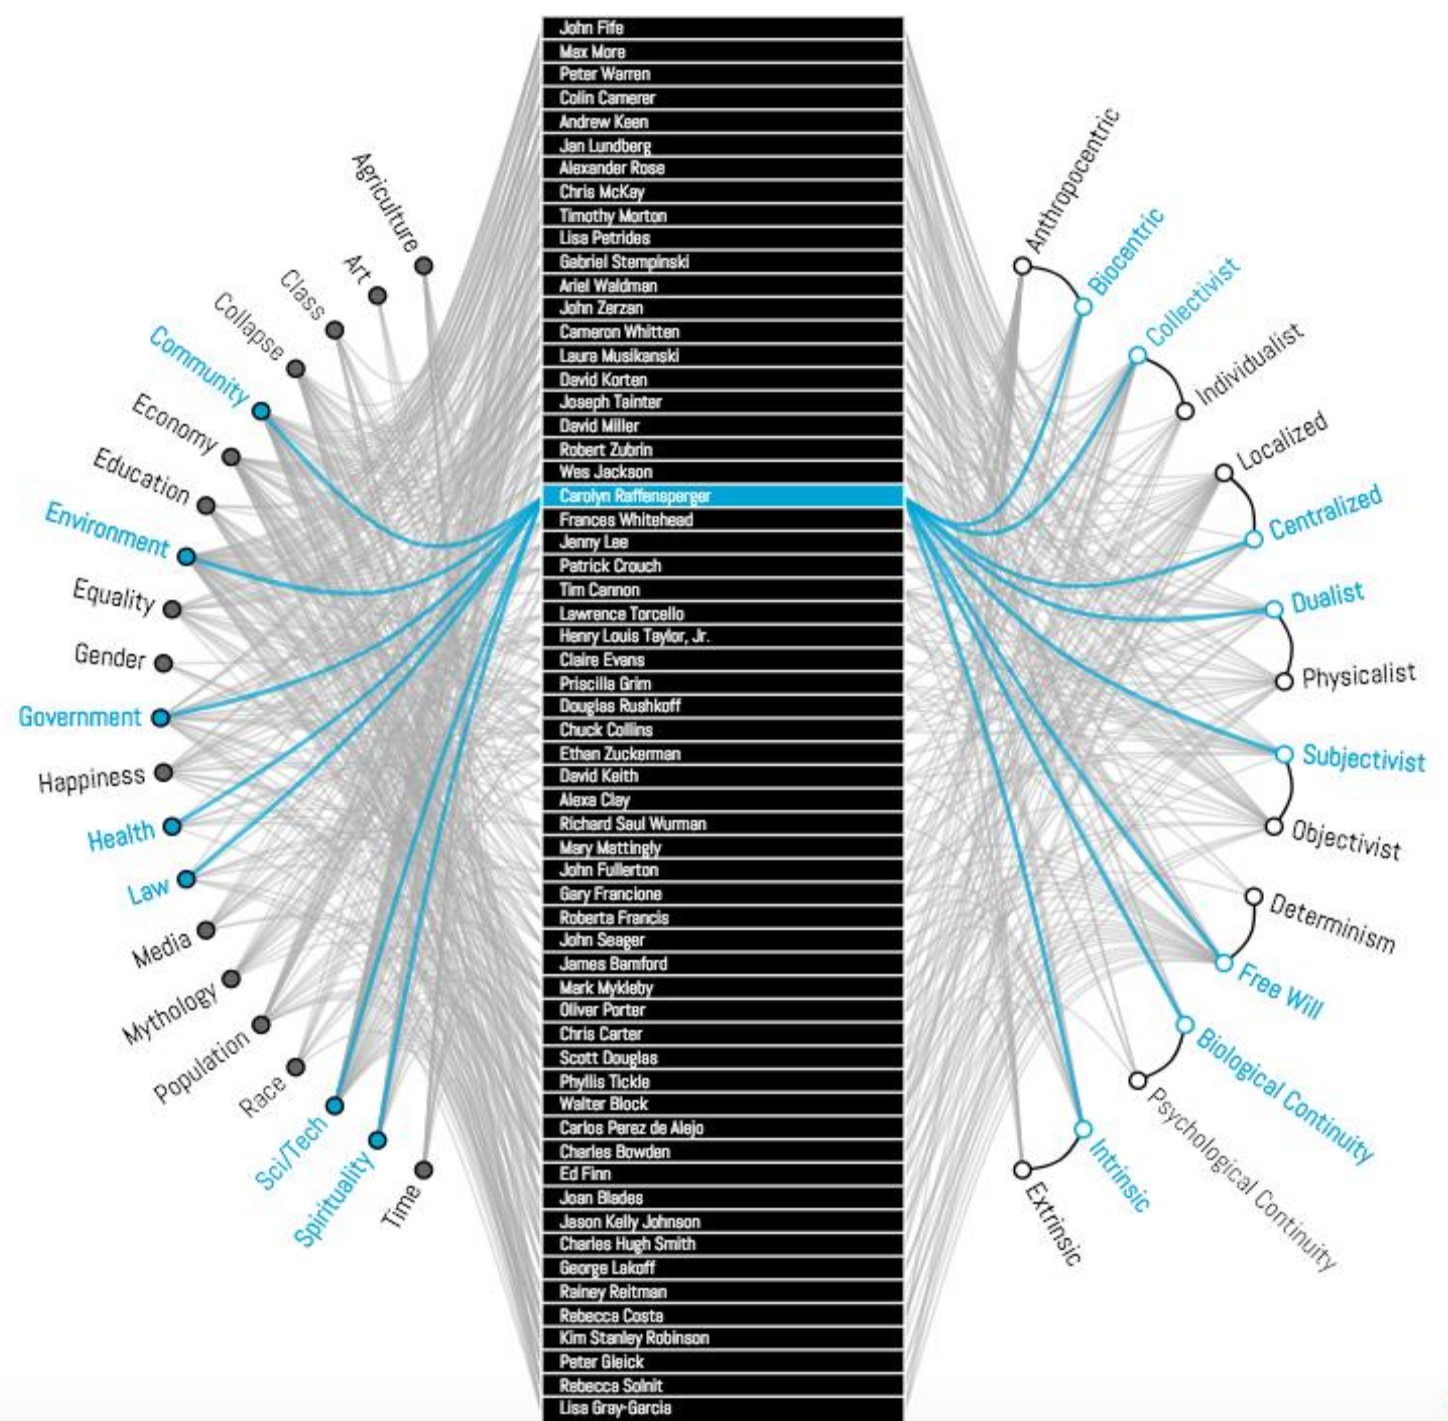 John Fife
Max More
Peter Warren
Colin Camerer
Andrew Keen
Jan Lundberg
Alexander Rose
Chris McKay
Timothy Morton
Lisa Petrides
Gabriel Stempinski
Ariel Waldman
John Zerzan
Cameron Whitten
Laura Musikanski
David Korten
Joseph Tainter
David Miller
Robert Zubrin
Wes Jackson
Carolyn Raffensperger
Frances Whitehead
Jenny Lee
Patrick Crouch
Tim Cannon
Lawrence Torcello
Henry Louis Taylor, Jr.
Claire Evans
Priscilla Grim
Douglas Rushkoff
Chuck Collins
Ethan Zuckerman
David Keith
Alexa Clay
Richard Saul Wurman
Mary Mattingly
John Fullerton
Gary Francione
Roberta Francis
John Seager
James Bamford
Mark Mykleby
Oliver Porter
Chris Carter
Scott Douglas
Phyllis Tickle
Walter Block
Carlos Perez de Alejo
Charles Bowden
Ed Finn
Joan Blades
Jason Kelly Johnson
Charles Hugh Smith
George Lakoff
Rainey Reitman
Rebecca Costa
Kim Stanley Robinson
Peter Gleick
Rebecca Solnit
Lisa Gray-Garcia
Agriculture
Art
Class
Collapse
Community
Economy
Education
Environment
Equality
Gender
Government
Happiness
Health
Law
Media
Mythology
Population
Race
Sci/Tech
Spirituality
Time
Anthropocentric
Biocentric
Collectivist
Individualist
Localized
Centralized
Dualist
Physicalist
Subjectivist
Objectivist
Determinism
Free Will
Biological Continuity
Psychological Continuity
Intrinsic
Extrinsic